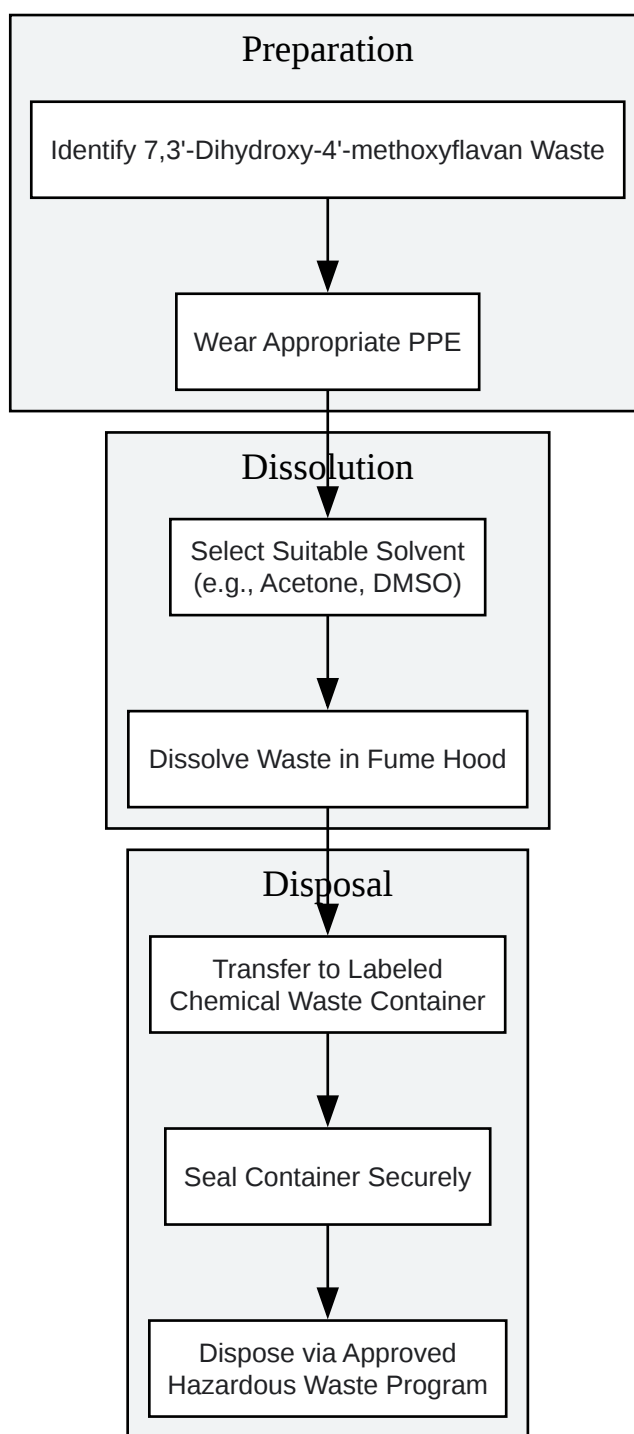 Preparation
Identify 7,3'-Dihydroxy-4'-methoxyflavan Waste
Wear Appropriate PPE
Dissolution
Select Suitable Solvent
(e.g., Acetone, DMSO)
Dissolve Waste in Fume Hood
Disposal
Transfer to Labeled
Chemical Waste Container
Seal Container Securely
Dispose via Approved
Hazardous Waste Program